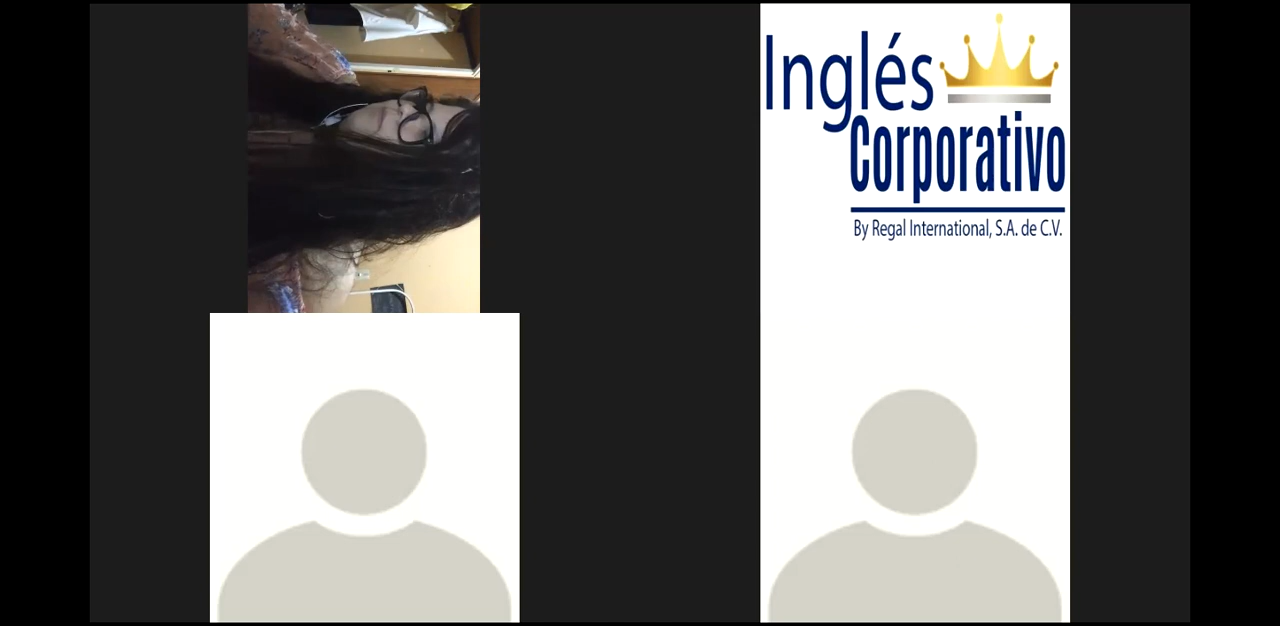 Inglés
Corporativo
By Regal International, S.A. de C.V.